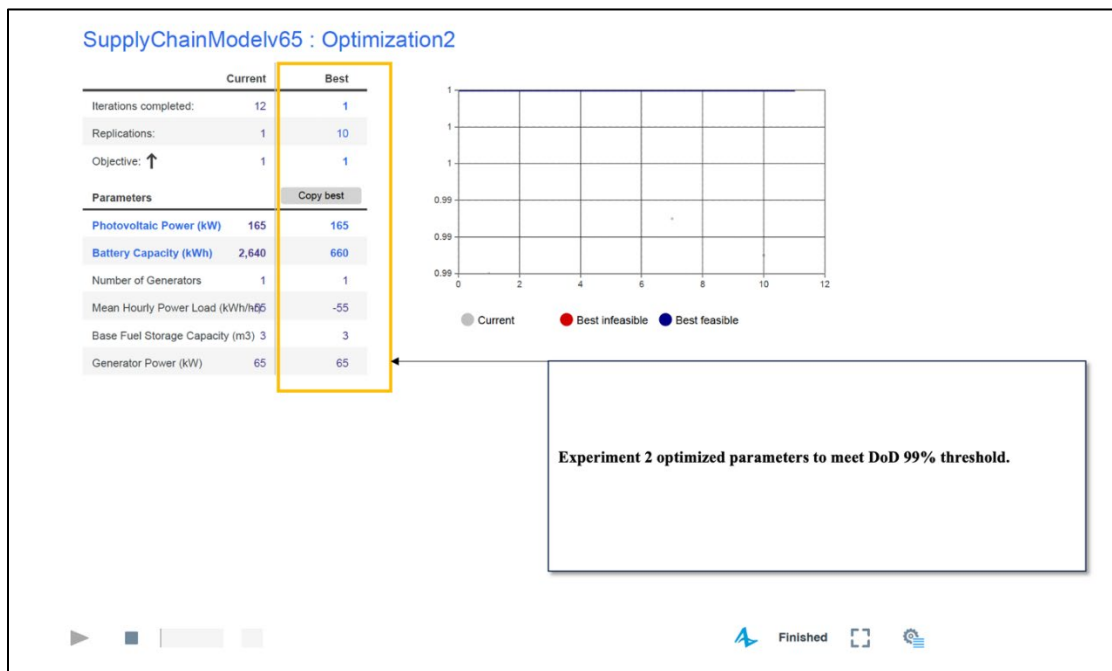 SupplyChainModelv65 : Optimization2
Current Best
Iterations completed: 12 1
Replications: 1 10
Objective: ↑ 1 1
Parameters Copy best
Photovoltaic Power (kW) 165 165
Battery Capacity (kWh) 2,640 660
Number of Generators 1 1
Mean Hourly Power Load (kWh/h) -55
Base Fuel Storage Capacity (m3) 3 3
Generator Power (kW) 65 65
1
1
1
0.99
0.99
0.99
0 2 4 6 8 10 12
Current Best infeasible Best feasible
Experiment 2 optimized parameters to meet DoD 99% threshold.
Finished